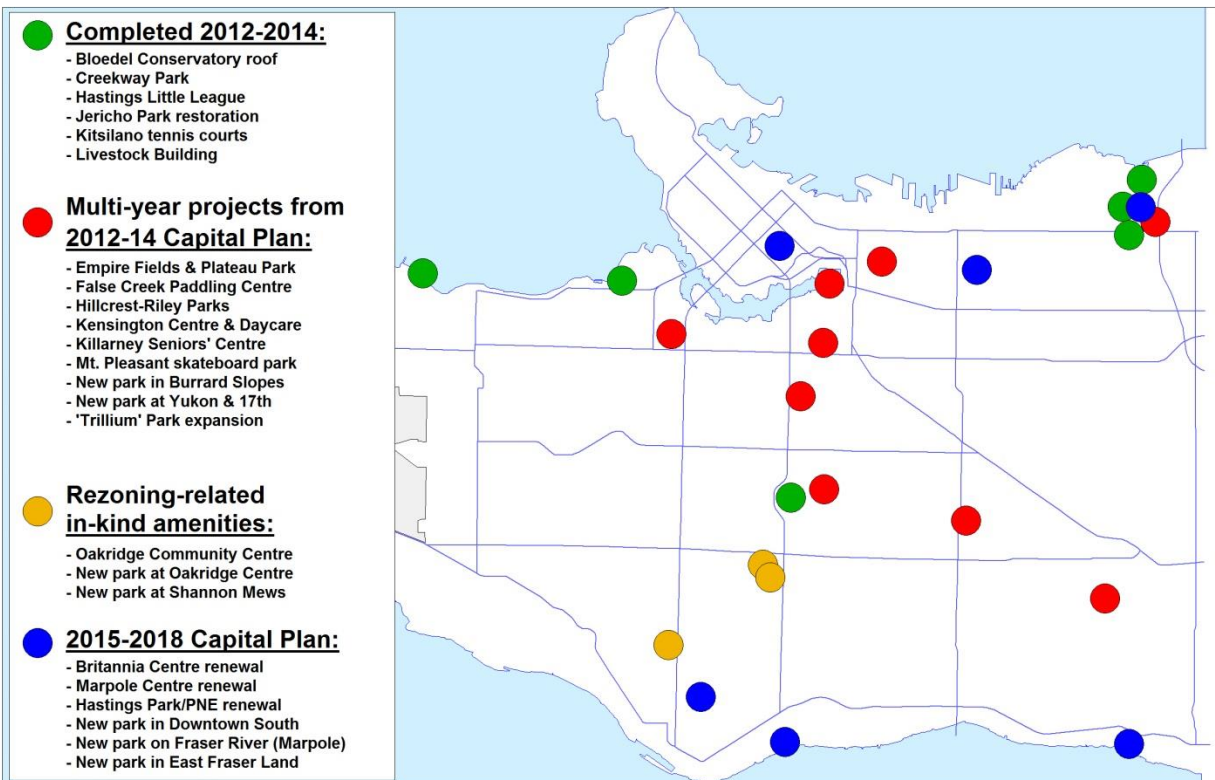 Completed 2012-2014:
- Bloedel Conservatory roof
- Creekway Park
- Hastings Little League
- Jericho Park restoration
- Kitsilano tennis courts
- Livestock Building
Multi-year projects from
2012-14 Capital Plan:
- Empire Fields & Plateau Park
- False Creek Paddling Centre
- Hillcrest-Riley Parks
- Kensington Centre & Daycare
- Killarney Seniors' Centre
- Mt. Pleasant skateboard park
- New park in Burrard Slopes
- New park at Yukon & 17th
- 'Trillium' Park expansion
Rezoning-related
in-kind amenities:
- Oakridge Community Centre
- New park at Oakridge Centre
- New park at Shannon Mews
2015-2018 Capital Plan:
- Britannia Centre renewal
- Marpole Centre renewal
- Hastings Park/PNE renewal
- New park in Downtown South
- New park on Fraser River (Marpole)
- New park in East Fraser Land